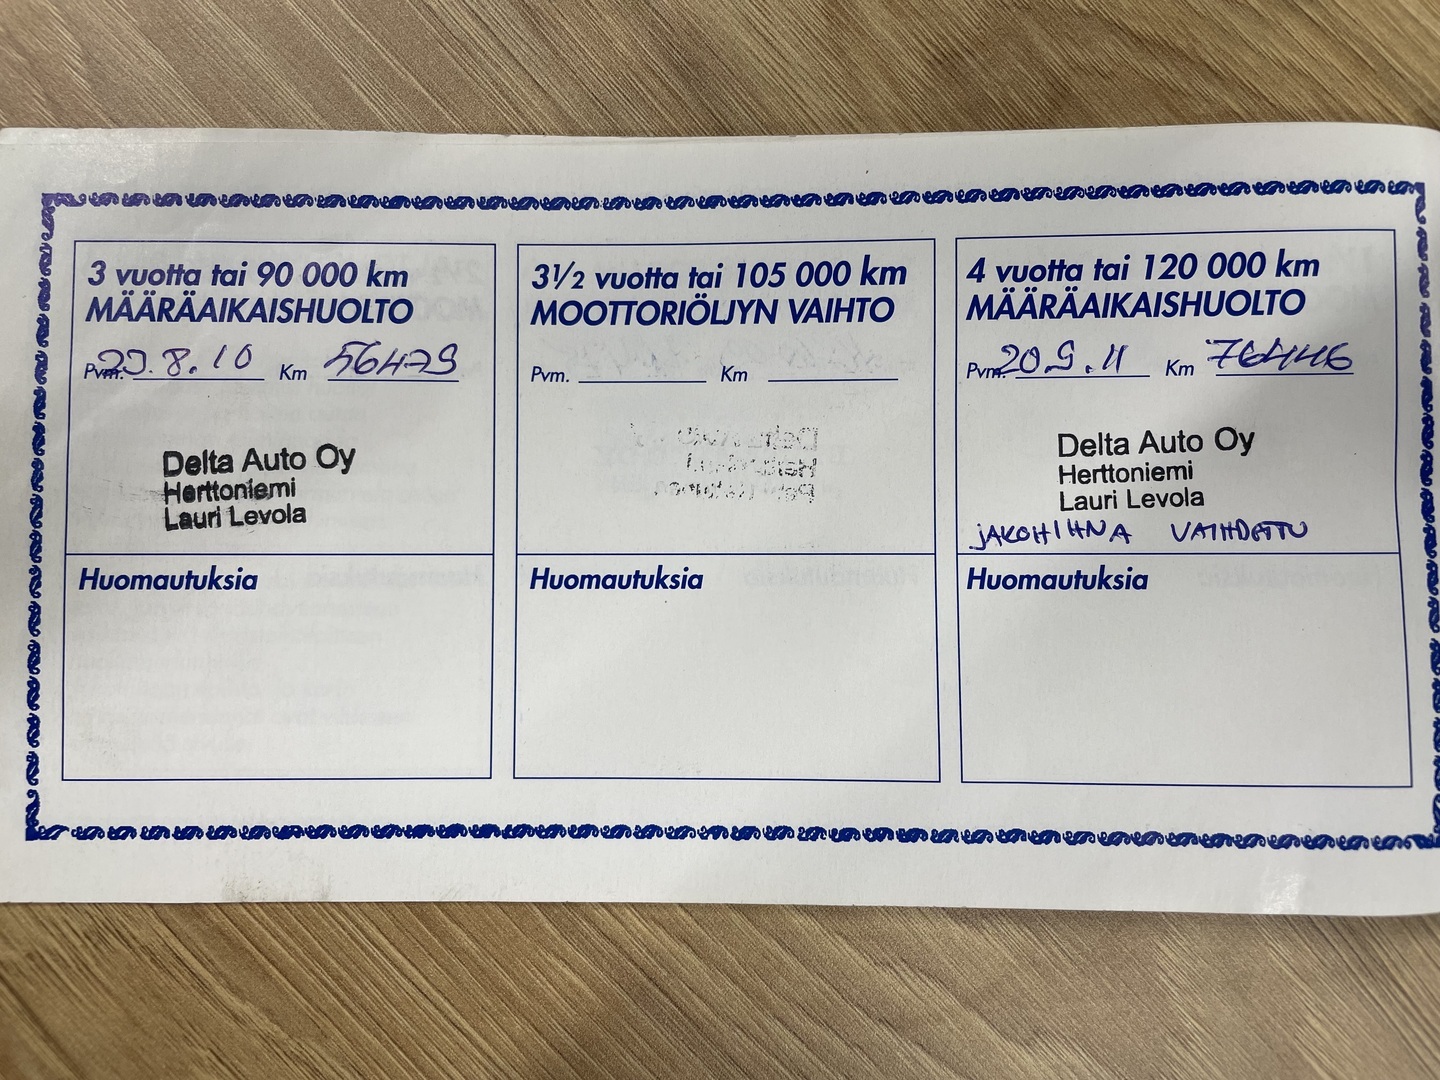 3 vuotta tai 90 000 km
MÄÄRÄAIKAISHUOLTO
Pvm. 8.10 Km 56479
Delta Auto Oy
Herttoniemi
Lauri Levola
Huomautuksia
3½ vuotta tai 105 000 km
MOOTTORIÖLJYN VAIHTO
Pvm. Km
Huomautuksia
4 vuotta tai 120 000 km
MÄÄRÄAIKAISHUOLTO
Pvm. 20.9.11 Km 76446
Delta Auto Oy
Herttoniemi
Lauri Levola
JAKOHIHNA VAIHDETTU
Huomautuksia